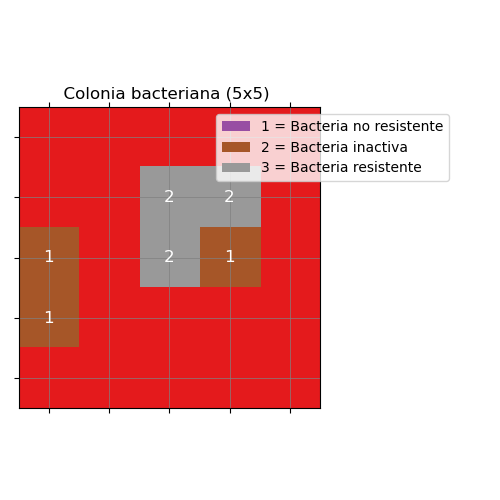 Colonia bacteriana (5x5)
1 = Bacteria no resistente
2 = Bacteria inactiva
3 = Bacteria resistente
2 2
1 2 1
1